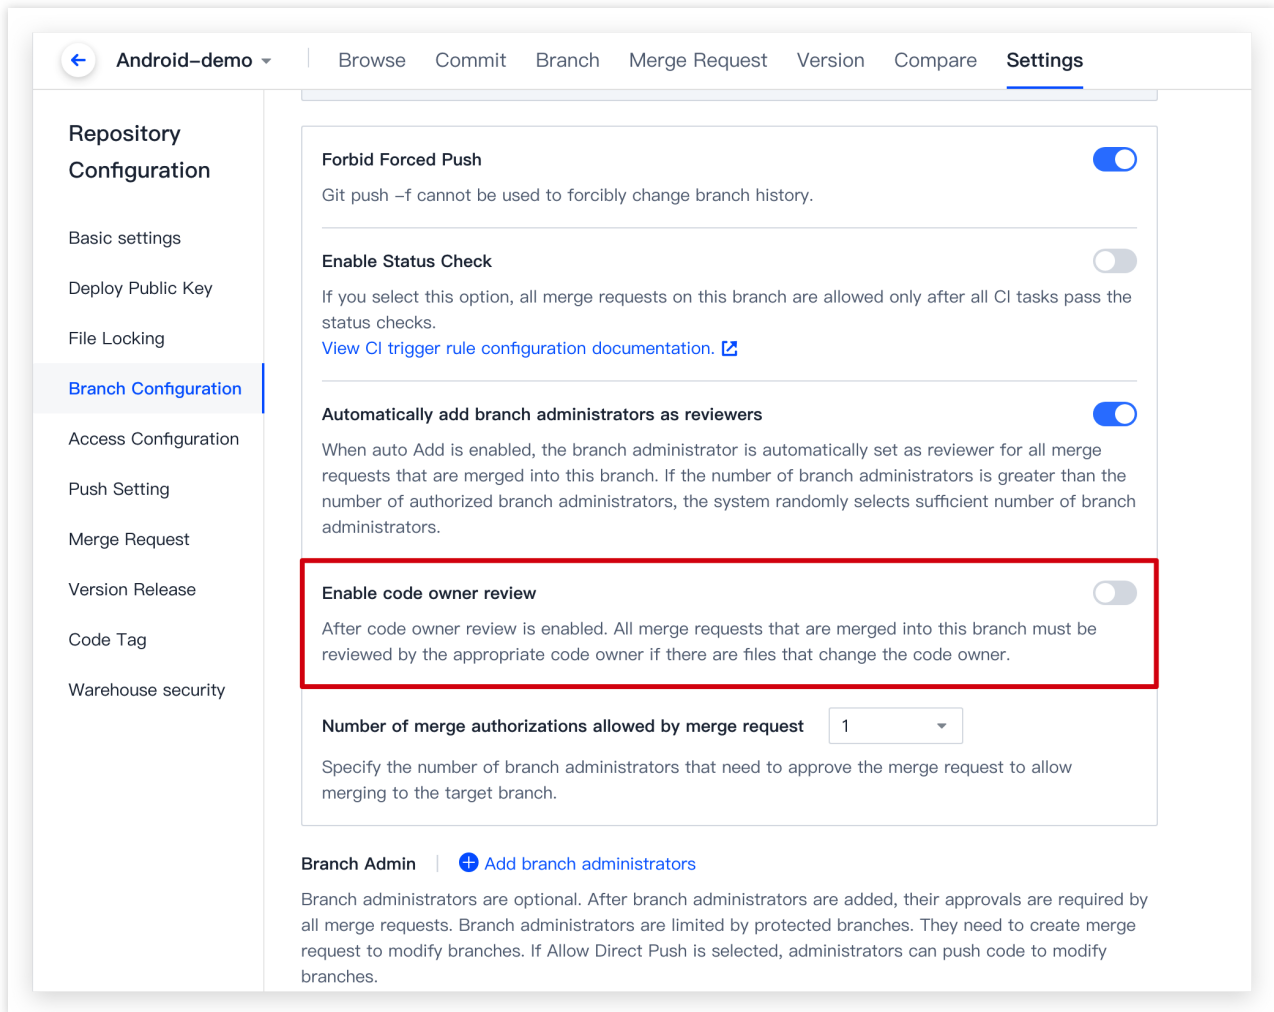 Android-demo
Browse Commit Branch Merge Request Version Compare Settings
Repository
Configuration
Basic settings
Deploy Public Key
File Locking
Branch Configuration
Access Configuration
Push Setting
Merge Request
Version Release
Code Tag
Warehouse security
Forbid Forced Push
Git push -f cannot be used to forcibly change branch history.
Enable Status Check
If you select this option, all merge requests on this branch are allowed only after all CI tasks pass the
status checks.
View CI trigger rule configuration documentation.
Automatically add branch administrators as reviewers
When auto Add is enabled, the branch administrator is automatically set as reviewer for all merge
requests that are merged into this branch. If the number of branch administrators is greater than the
number of authorized branch administrators, the system randomly selects sufficient number of branch
administrators.
Enable code owner review
After code owner review is enabled. All merge requests that are merged into this branch must be
reviewed by the appropriate code owner if there are files that change the code owner.
Number of merge authorizations allowed by merge request 1
Specify the number of branch administrators that need to approve the merge request to allow
merging to the target branch.
Branch Admin Add branch administrators
Branch administrators are optional. After branch administrators are added, their approvals are required by
all merge requests. Branch administrators are limited by protected branches. They need to create merge
request to modify branches. If Allow Direct Push is selected, administrators can push code to modify
branches.